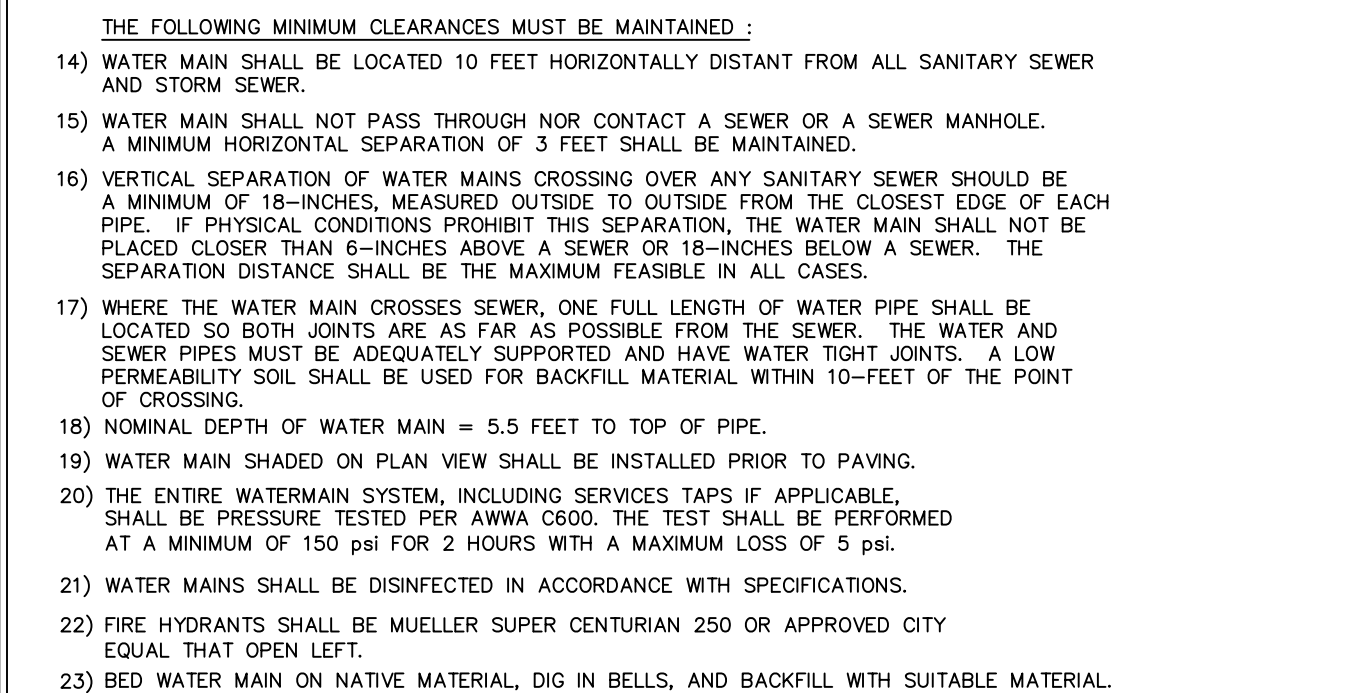 THE FOLLOWING MINIMUM CLEARANCES MUST BE MAINTAINED :
14) WATER MAIN SHALL BE LOCATED 10 FEET HORIZONTALLY DISTANT FROM ALL SANITARY SEWER
AND STORM SEWER.
15) WATER MAIN SHALL NOT PASS THROUGH NOR CONTACT A SEWER OR A SEWER MANHOLE.
A MINIMUM HORIZONTAL SEPARATION OF 3 FEET SHALL BE MAINTAINED.
16) VERTICAL SEPARATION OF WATER MAINS CROSSING OVER ANY SANITARY SEWER SHOULD BE
A MINIMUM OF 18–INCHES, MEASURED OUTSIDE TO OUTSIDE FROM THE CLOSEST EDGE OF EACH
PIPE. IF PHYSICAL CONDITIONS PROHIBIT THIS SEPARATION, THE WATER MAIN SHALL NOT BE
PLACED CLOSER THAN 6–INCHES ABOVE A SEWER OR 18–INCHES BELOW A SEWER. THE
SEPARATION DISTANCE SHALL BE THE MAXIMUM FEASIBLE IN ALL CASES.
17) WHERE THE WATER MAIN CROSSES SEWER, ONE FULL LENGTH OF WATER PIPE SHALL BE
LOCATED SO BOTH JOINTS ARE AS FAR AS POSSIBLE FROM THE SEWER. THE WATER AND
SEWER PIPES MUST BE ADEQUATELY SUPPORTED AND HAVE WATER TIGHT JOINTS. A LOW
PERMEABILITY SOIL SHALL BE USED FOR BACKFILL MATERIAL WITHIN 10–FEET OF THE POINT
OF CROSSING.
18) NOMINAL DEPTH OF WATER MAIN = 5.5 FEET TO TOP OF PIPE.
19) WATER MAIN SHADED ON PLAN VIEW SHALL BE INSTALLED PRIOR TO PAVING.
20) THE ENTIRE WATERMAIN SYSTEM, INCLUDING SERVICES TAPS IF APPLICABLE,
SHALL BE PRESSURE TESTED PER AWWA C600. THE TEST SHALL BE PERFORMED
AT A MINIMUM OF 150 psi FOR 2 HOURS WITH A MAXIMUM LOSS OF 5 psi.
21) WATER MAINS SHALL BE DISINFECTED IN ACCORDANCE WITH SPECIFICATIONS.
22) FIRE HYDRANTS SHALL BE MUELLER SUPER CENTURIAN 250 OR APPROVED CITY
EQUAL THAT OPEN LEFT.
23) BED WATER MAIN ON NATIVE MATERIAL, DIG IN BELLS, AND BACKFILL WITH SUITABLE MATERIAL.